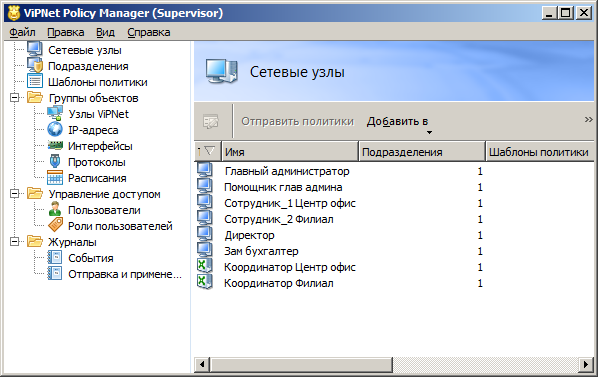 ViPNet Policy Manager (Supervisor)
Файл Правка Вид Справка
Сетевые узлы
Подразделения
Шаблоны политики
Группы объектов
Узлы ViPNet
IP-адреса
Интерфейсы
Протоколы
Расписания
Управление доступом
Пользователи
Роли пользователей
Журналы
События
Отправка и примене...
Сетевые узлы
Отправить политики Добавить в »
Имя Подразделения Шаблоны политики
Главный администратор 1
Помощник глав админа 1
Сотрудник_1 Центр офис 1
Сотрудник_2 Филиал 1
Директор 1
Зам бухгалтер 1
Координатор Центр офис 1
Координатор Филиал 1